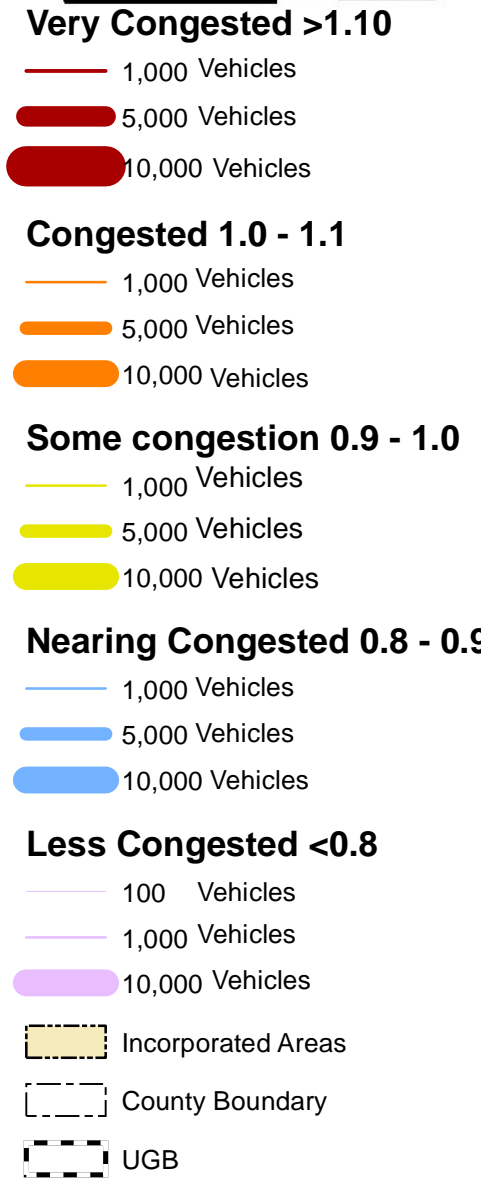 Very Congested >1.10
1,000 Vehicles
5,000 Vehicles
10,000 Vehicles
Congested 1.0 - 1.1
1,000 Vehicles
5,000 Vehicles
10,000 Vehicles
Some congestion 0.9 - 1.0
1,000 Vehicles
5,000 Vehicles
10,000 Vehicles
Nearing Congested 0.8 - 0.9
1,000 Vehicles
5,000 Vehicles
10,000 Vehicles
Less Congested <0.8
100 Vehicles
1,000 Vehicles
10,000 Vehicles
Incorporated Areas
County Boundary
UGB